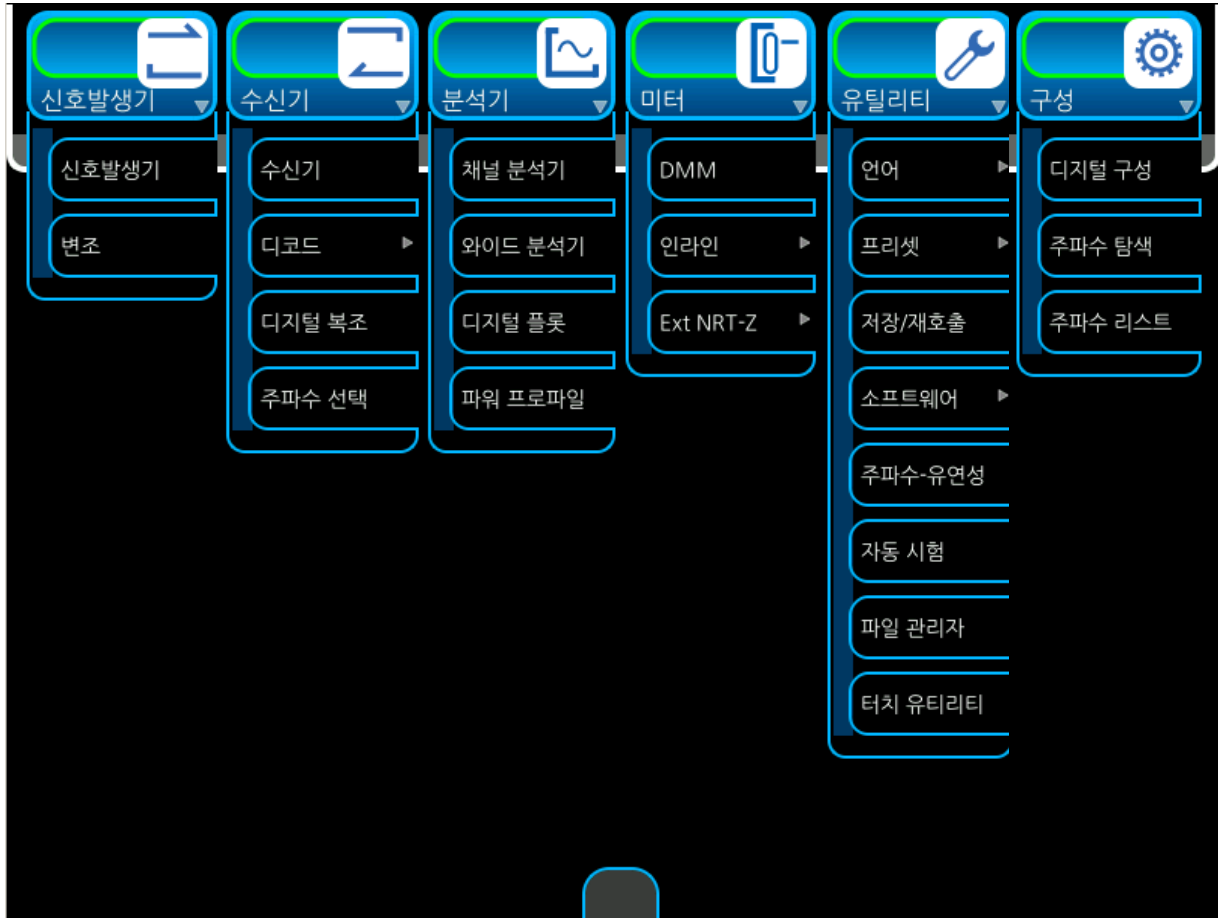 신호발생기
신호발생기
변조
수신기
수신기
디코드
디지털 복조
주파수 선택
분석기
채널 분석기
와이드 분석기
디지털 플롯
파워 프로파일
미터
DMM
인라인
Ext NRT-Z
유틸리티
언어
프리셋
저장/재호출
소프트웨어
주파수-유연성
자동 시험
파일 관리자
터치 유티리티
구성
디지털 구성
주파수 탐색
주파수 리스트